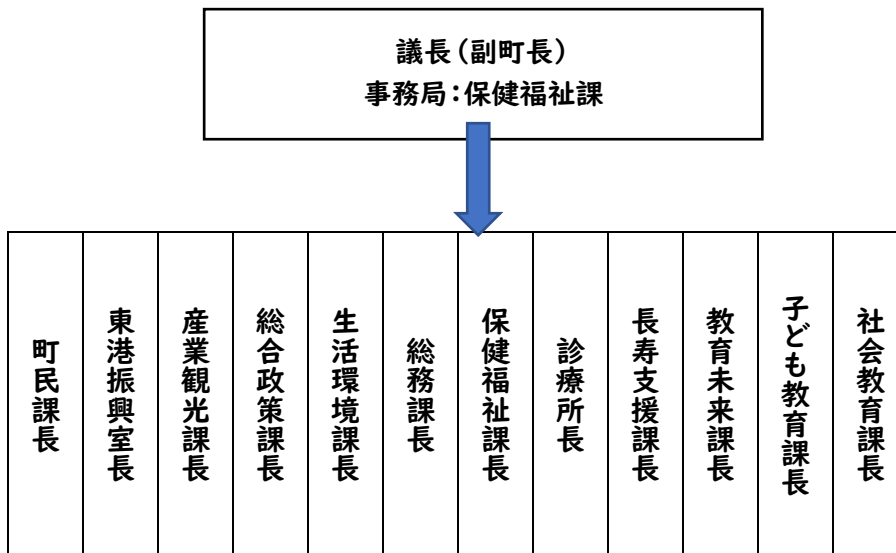 議長（副町長）
事務局：保健福祉課
町民課長
東港振興室長
産業観光課長
総合政策課長
生活環境課長
総務課長
保健福祉課長
診療所長
長寿支援課長
教育未来課長
子ども教育課長
社会教育課長